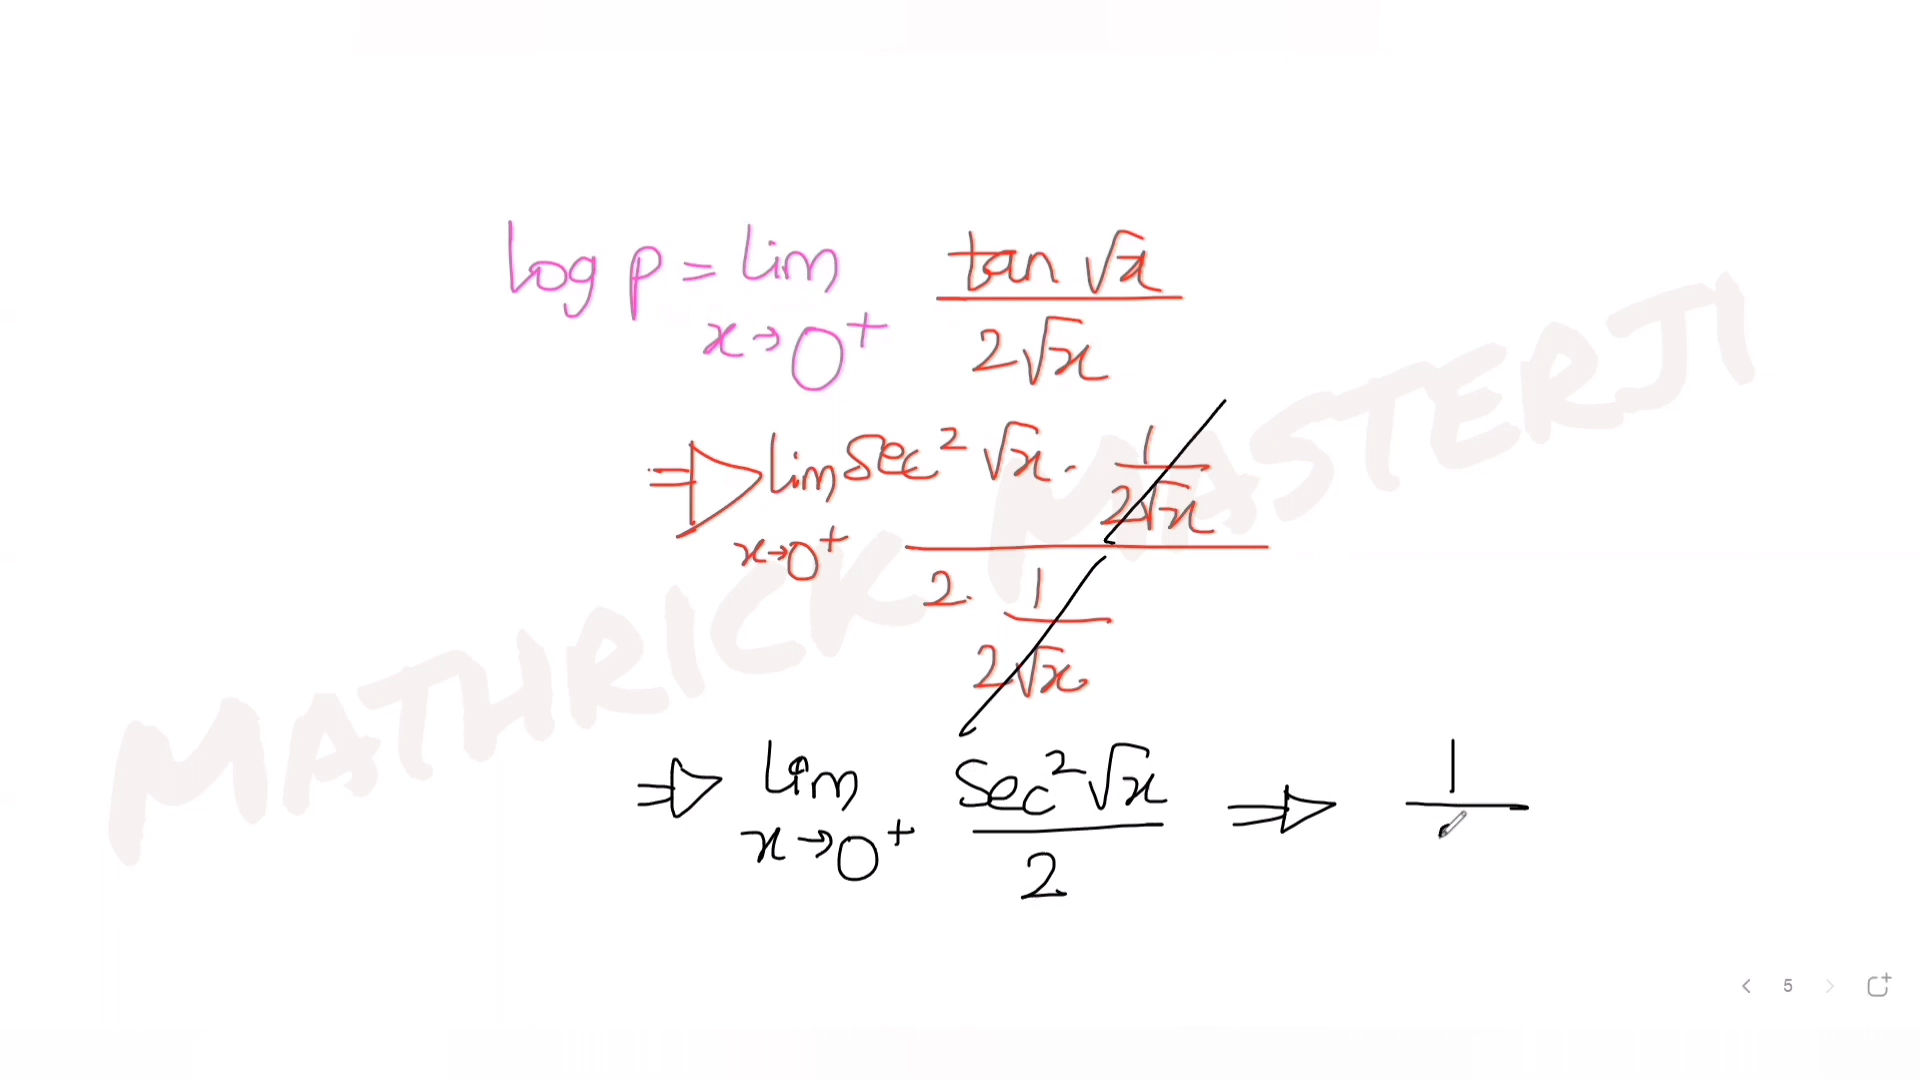 log p = lim x→0⁺ tan √x / 2√x
⇒ lim x→0⁺ sec² √x · 1/2√x / 2 · 1/2√x
⇒ lim x→0⁺ sec² √x / 2 ⇒ 1
MATHRICK MASTERJI
< 5 >